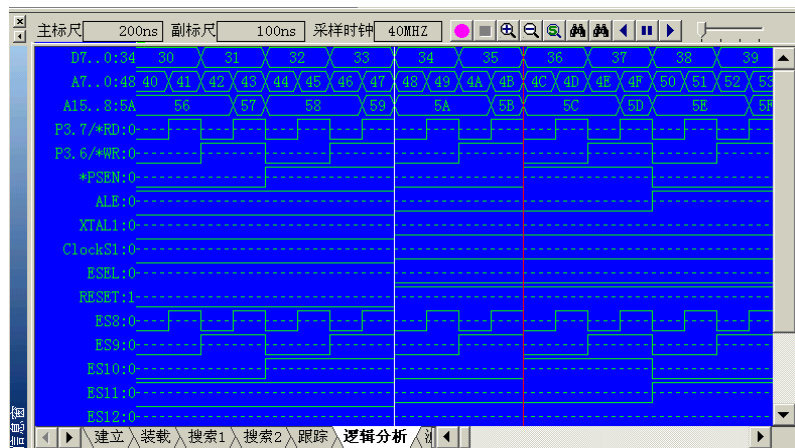 主标尺 200ns 副标尺 100ns 采样时钟 40MHZ
D7..0:34 30 31 32 33 34 35 36 37 38 39
A7..0:48 40 41 42 43 44 45 46 47 48 49 4A 4B 4C 4D 4E 4F 50 51 52 53
A15..8:5A 56 57 58 59 5A 5B 5C 5D 5E 5F
P3.7/*RD:0
P3.6/*WR:0
*PSEN:0
ALE:0
XTAL1:0
ClockS1:0
ESEL:0
RESET:1
ES8:0
ES9:0
ES10:0
ES11:0
ES12:0
信息窗
建立 装载 搜索1 搜索2 跟踪 逻辑分析